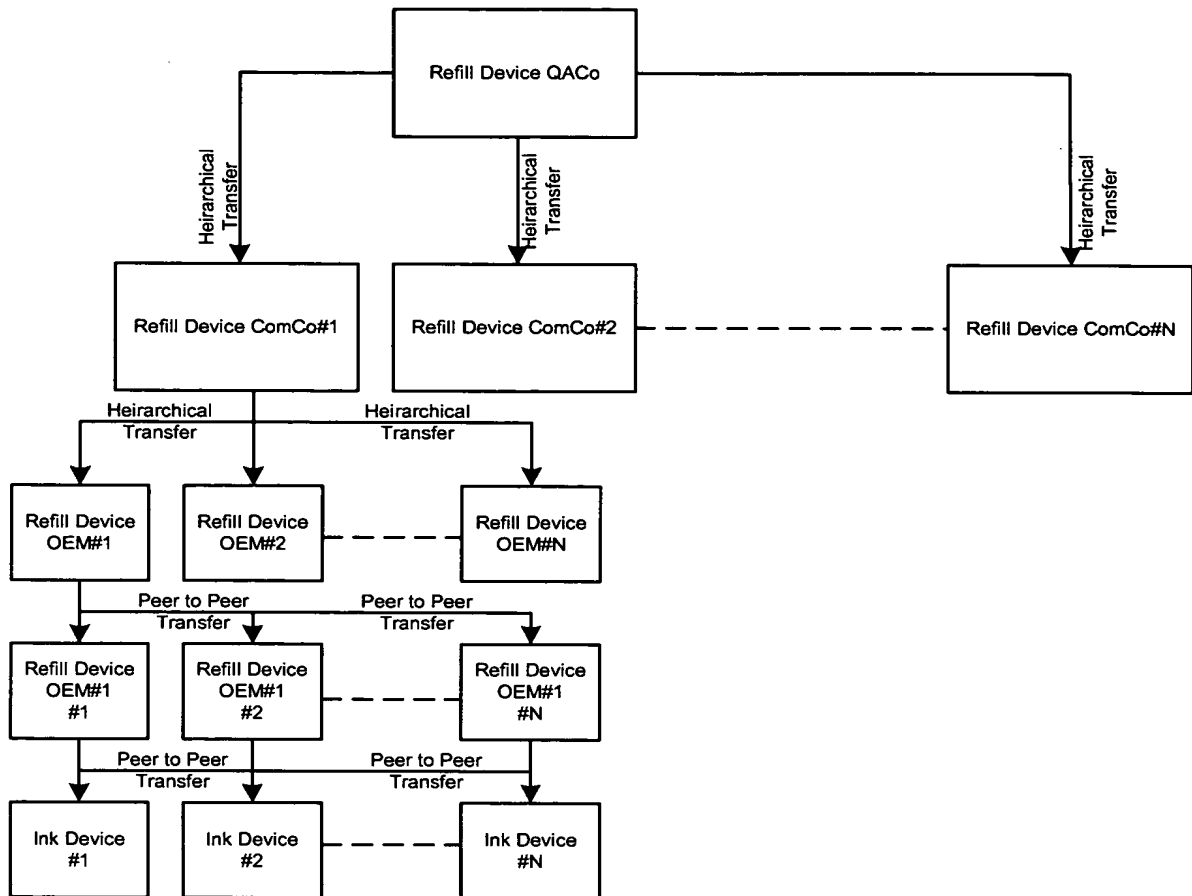 Refill Device QACo
Heirarchical
Transfer
Heirarchical
Transfer
Heirarchical
Transfer
Refill Device ComCo#1
Refill Device ComCo#2
Refill Device ComCo#N
Heirarchical
Transfer
Heirarchical
Transfer
Refill Device
OEM#1
Refill Device
OEM#2
Refill Device
OEM#N
Peer to Peer
Transfer
Peer to Peer
Transfer
Refill Device
OEM#1
#1
Refill Device
OEM#1
#2
Refill Device
OEM#1
#N
Peer to Peer
Transfer
Peer to Peer
Transfer
Ink Device
#1
Ink Device
#2
Ink Device
#N